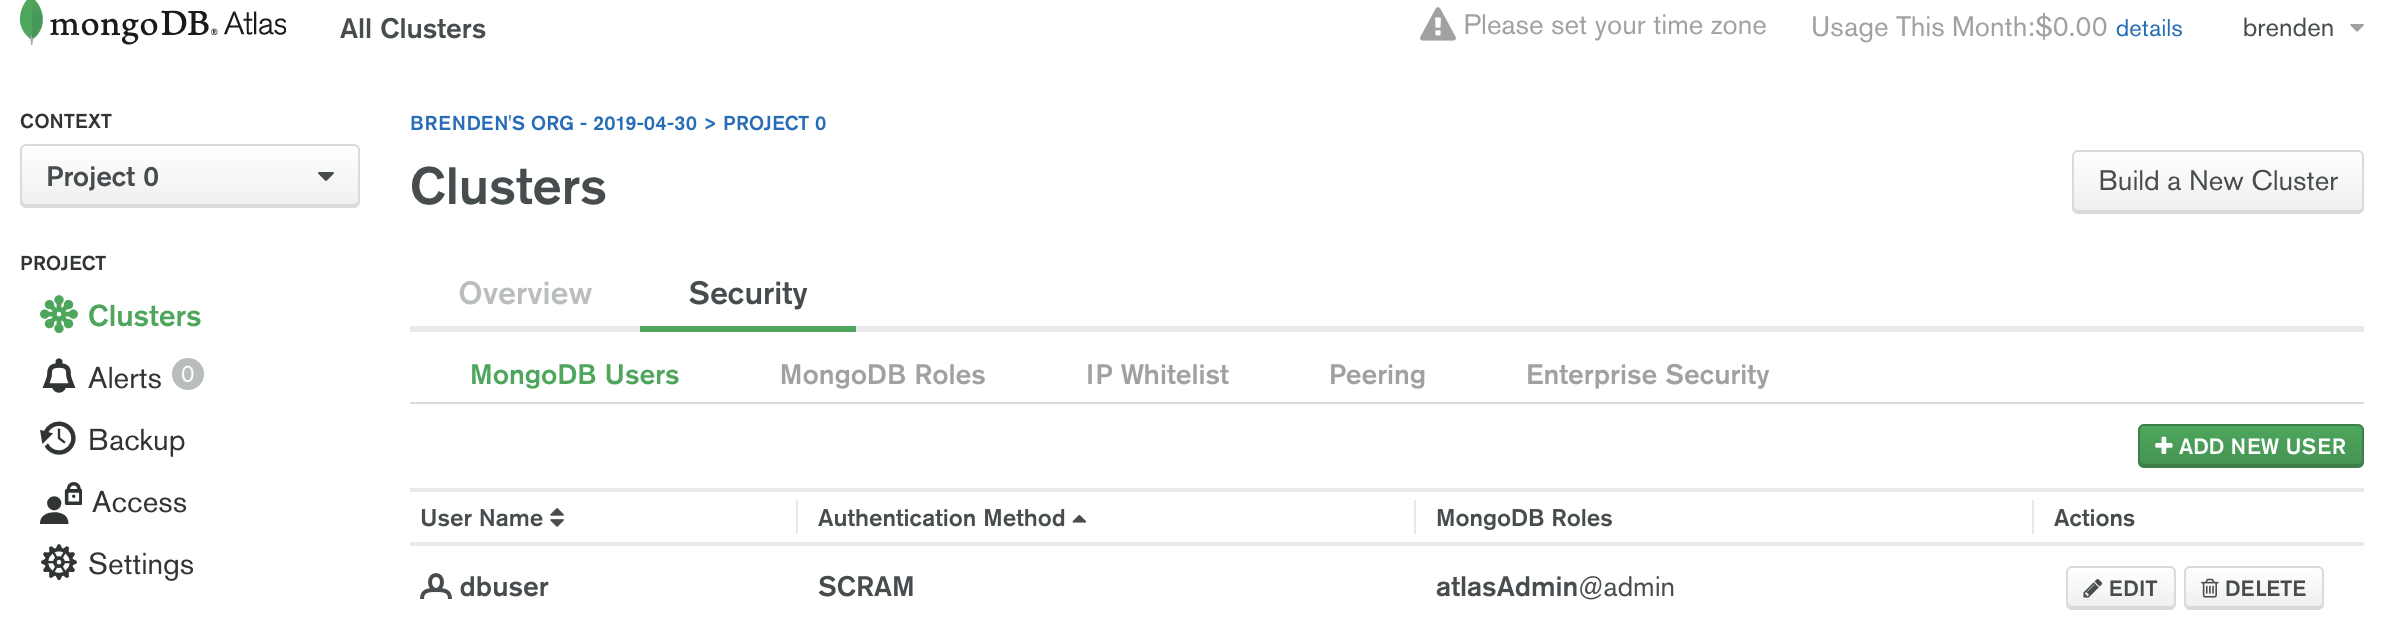 mongoDB. Atlas All Clusters Please set your time zone Usage This Month:$0.00 details brenden
CONTEXT
Project 0
PROJECT
Clusters
Alerts 0
Backup
Access
Settings
BRENDEN'S ORG - 2019-04-30 > PROJECT 0
Clusters
Build a New Cluster
Overview Security
MongoDB Users MongoDB Roles IP Whitelist Peering Enterprise Security
+ ADD NEW USER
User Name Authentication Method MongoDB Roles Actions
dbuser SCRAM atlasAdmin@admin EDIT DELETE